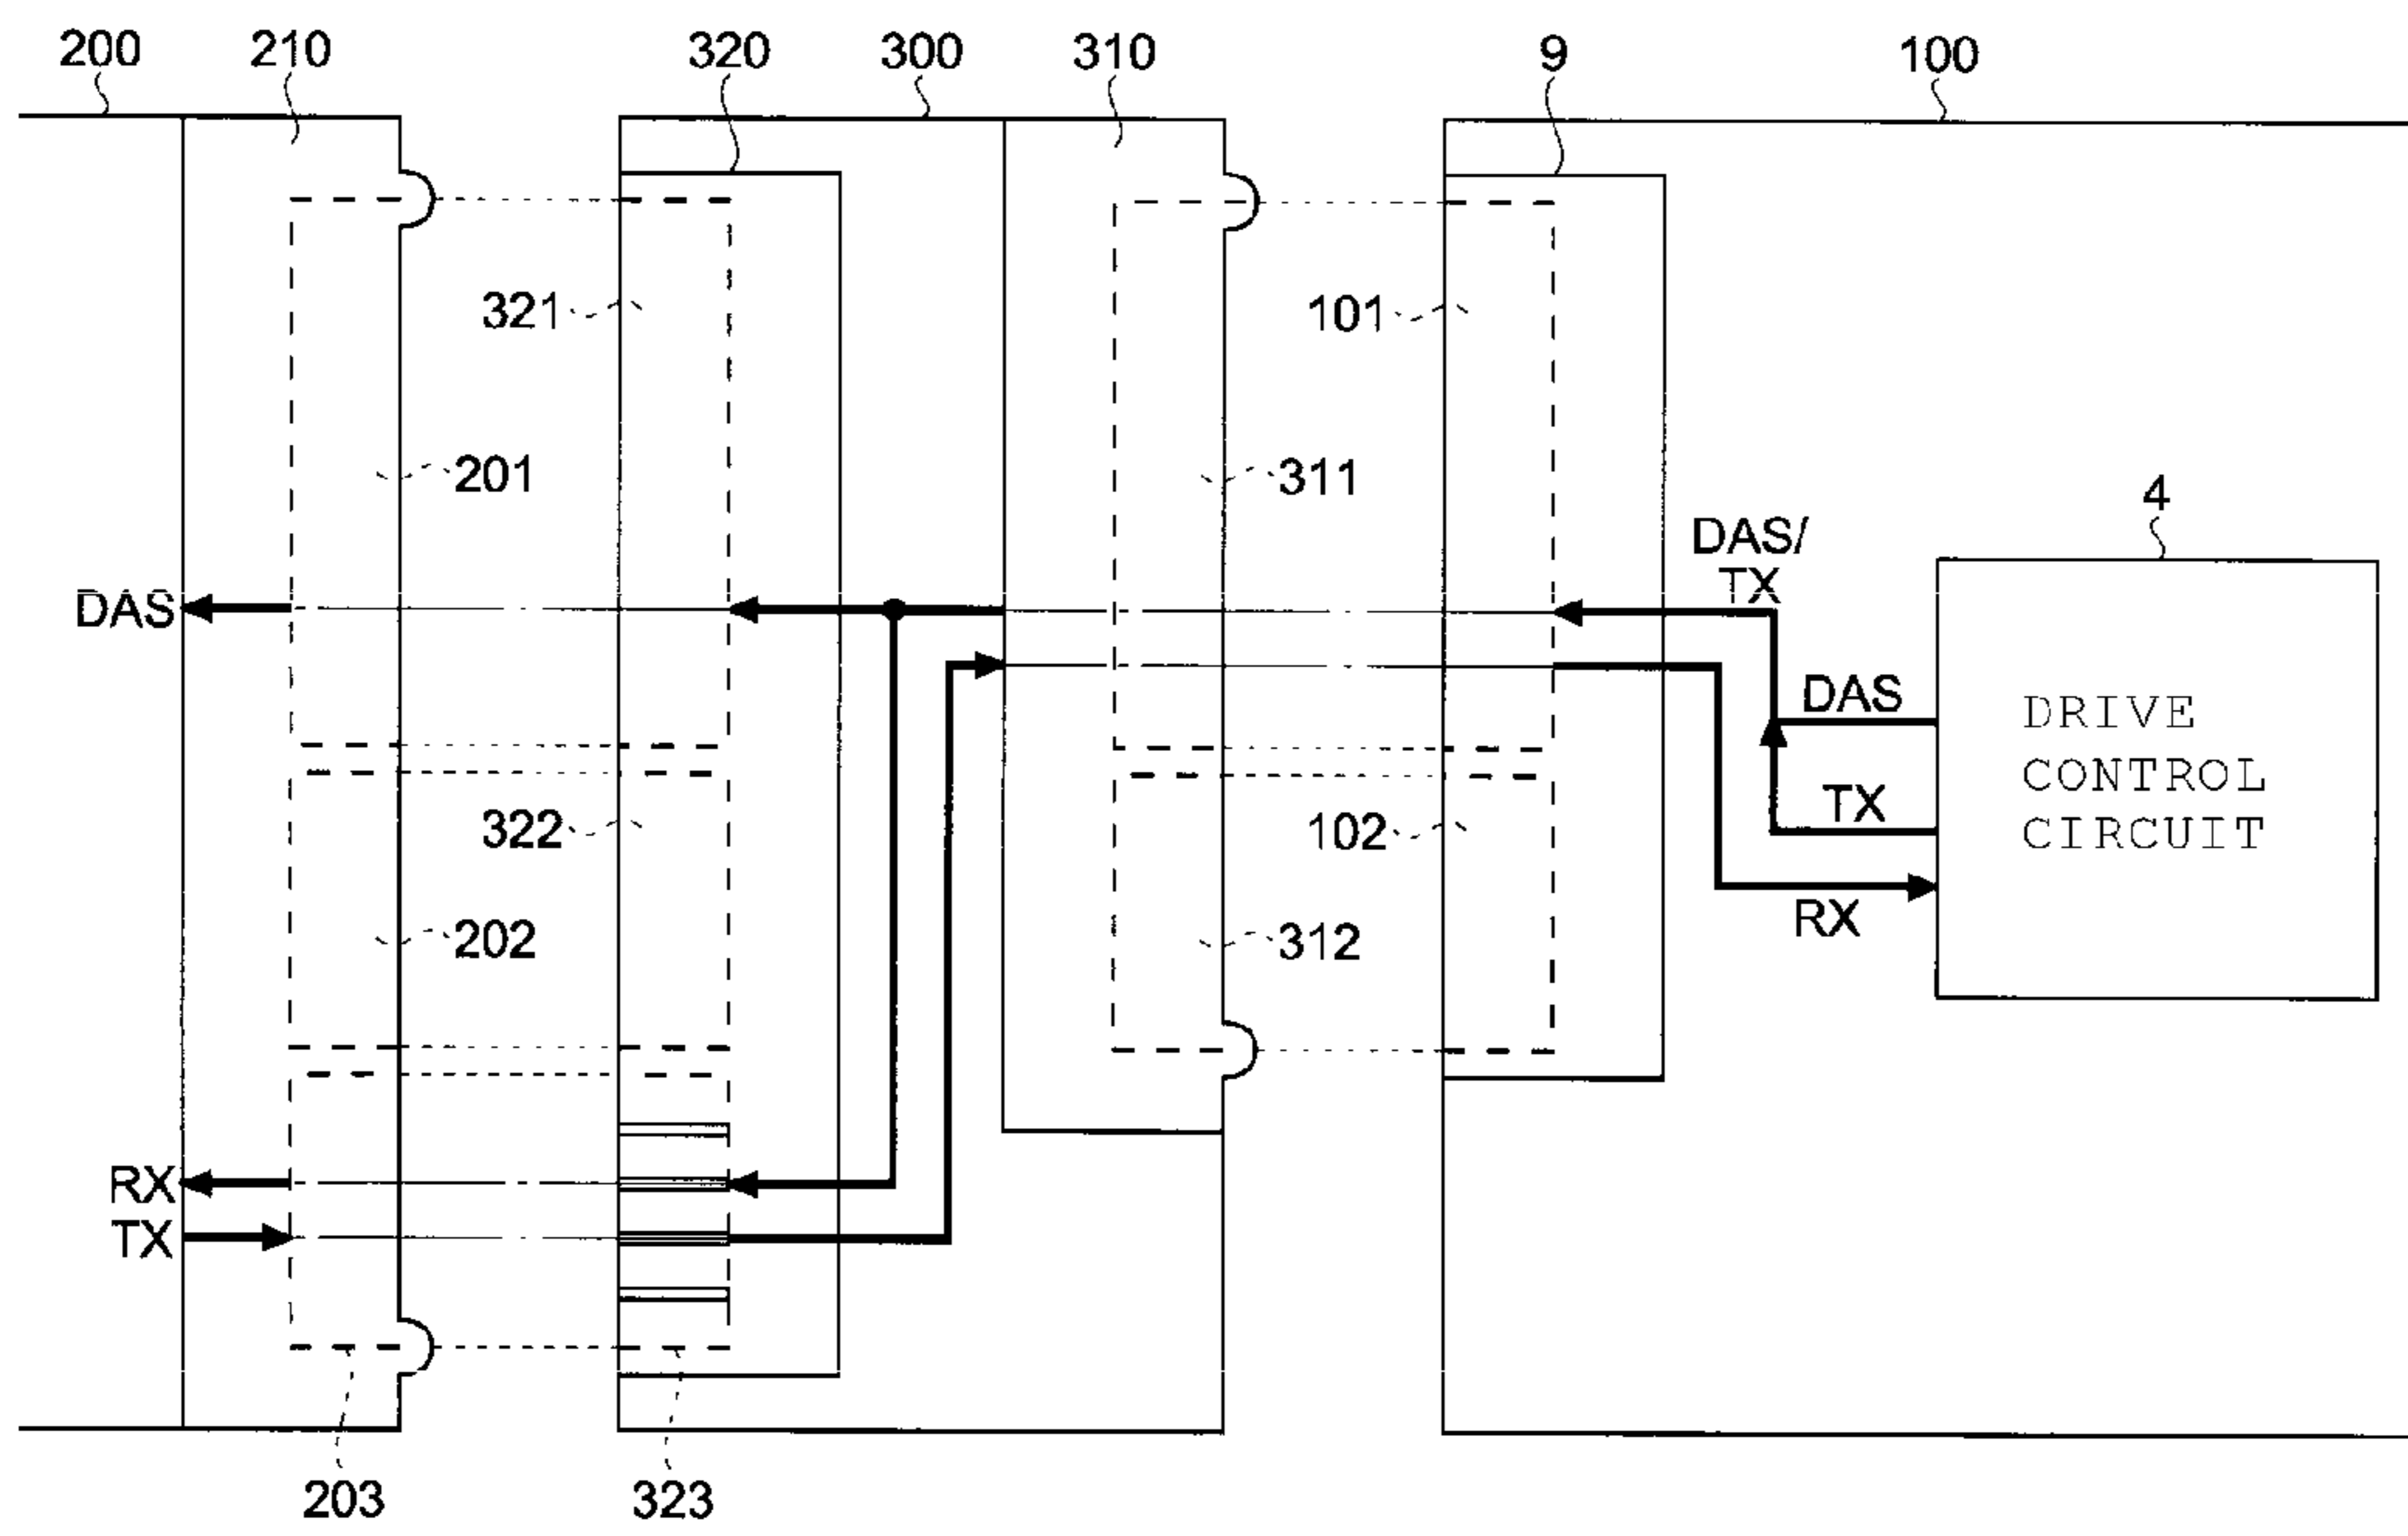 200 210 320 300 310 9 100
321 101
201 311
4
DAS/
TX
DAS
DAS
DRIVE
CONTROL
CIRCUIT
TX
322 102
RX
202 312
RX
TX
203 323